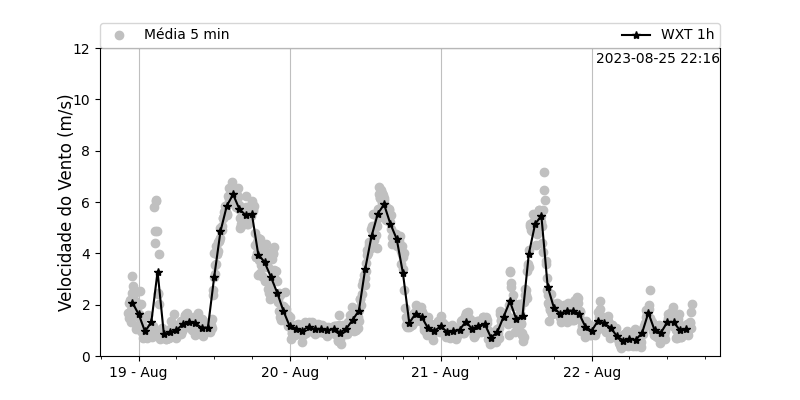 Média 5 min
WXT 1h
2023-08-25 22:16
Velocidade do Vento (m/s)
12
10
8
6
4
2
0
19 - Aug
20 - Aug
21 - Aug
22 - Aug